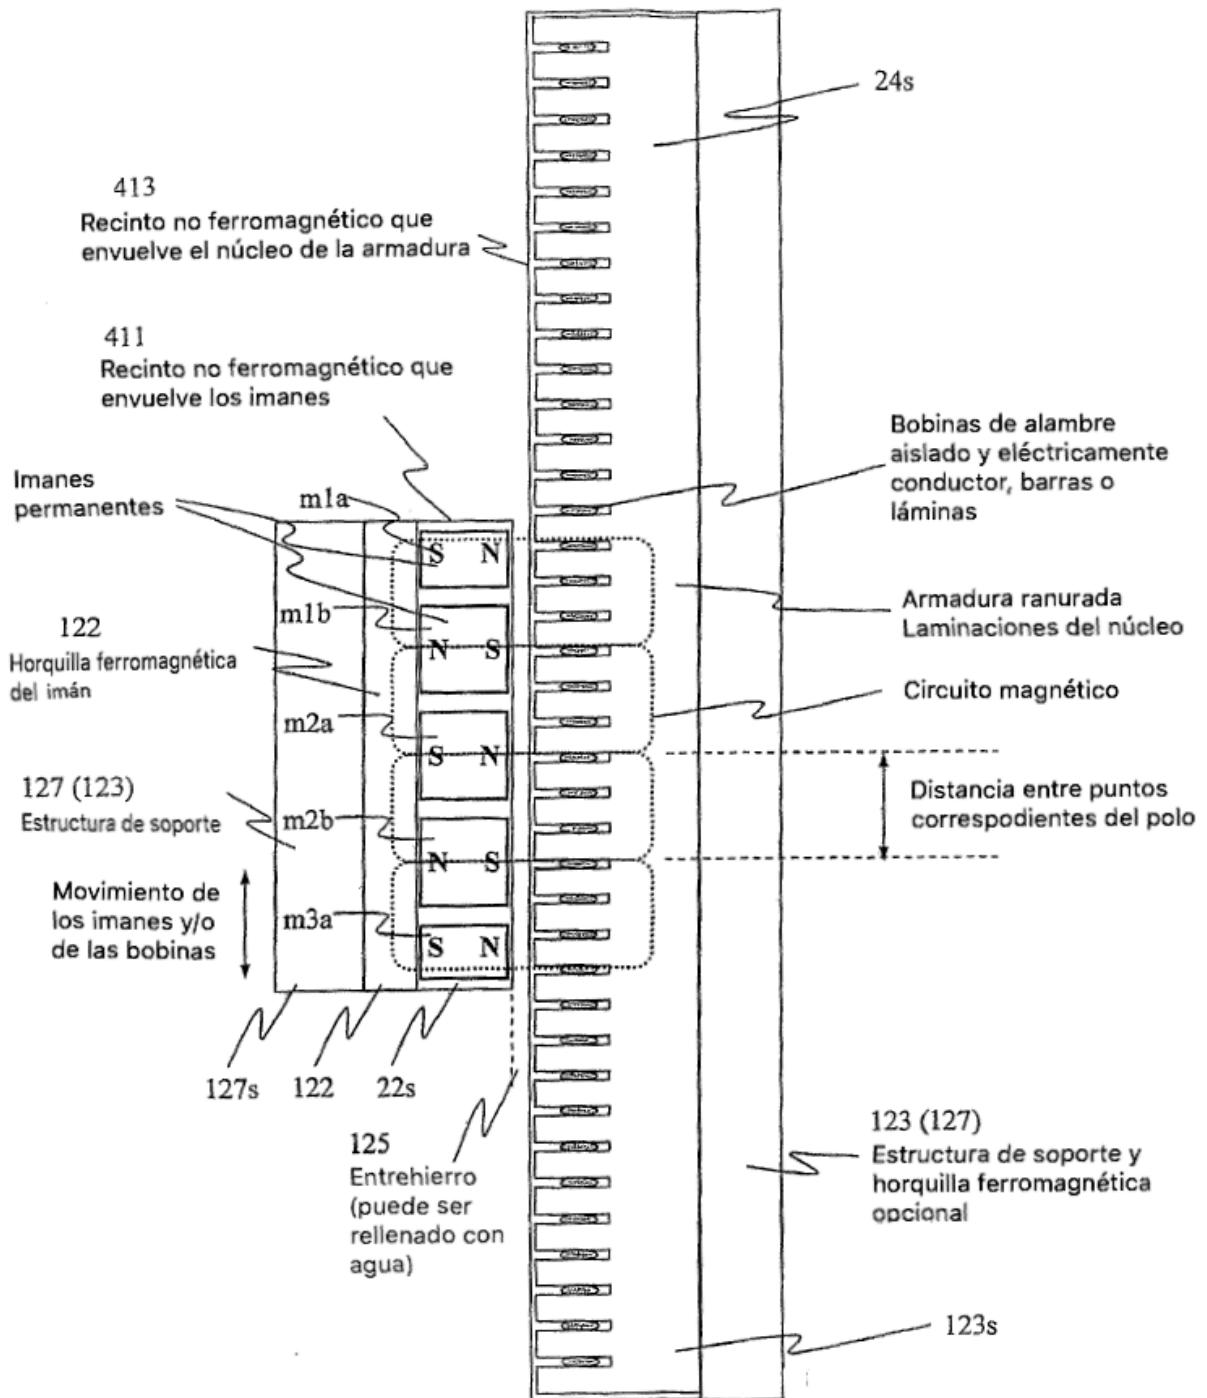 24s
413
Recinto no ferromagnético que
envuelve el núcleo de la armadura
411
Recinto no ferromagnético que
envuelve los imanes
Bobinas de alambre
aislado y eléctricamente
conductor, barras o
láminas
Imanes
permanentes
m1a
S N
m1b
N S
122
Horquilla ferromagnética
del imán
Armadura ranurada
Laminaciones del núcleo
Circuito magnético
m2a
S N
127 (123)
Estructura de soporte
m2b
N S
Distancia entre puntos
correspodientes del polo
Movimiento de
los imanes y/o
de las bobinas
m3a
S N
127s
122
22s
125
Entrehierro
(puede ser
rellenado con
agua)
123 (127)
Estructura de soporte y
horquilla ferromagnética
opcional
123s